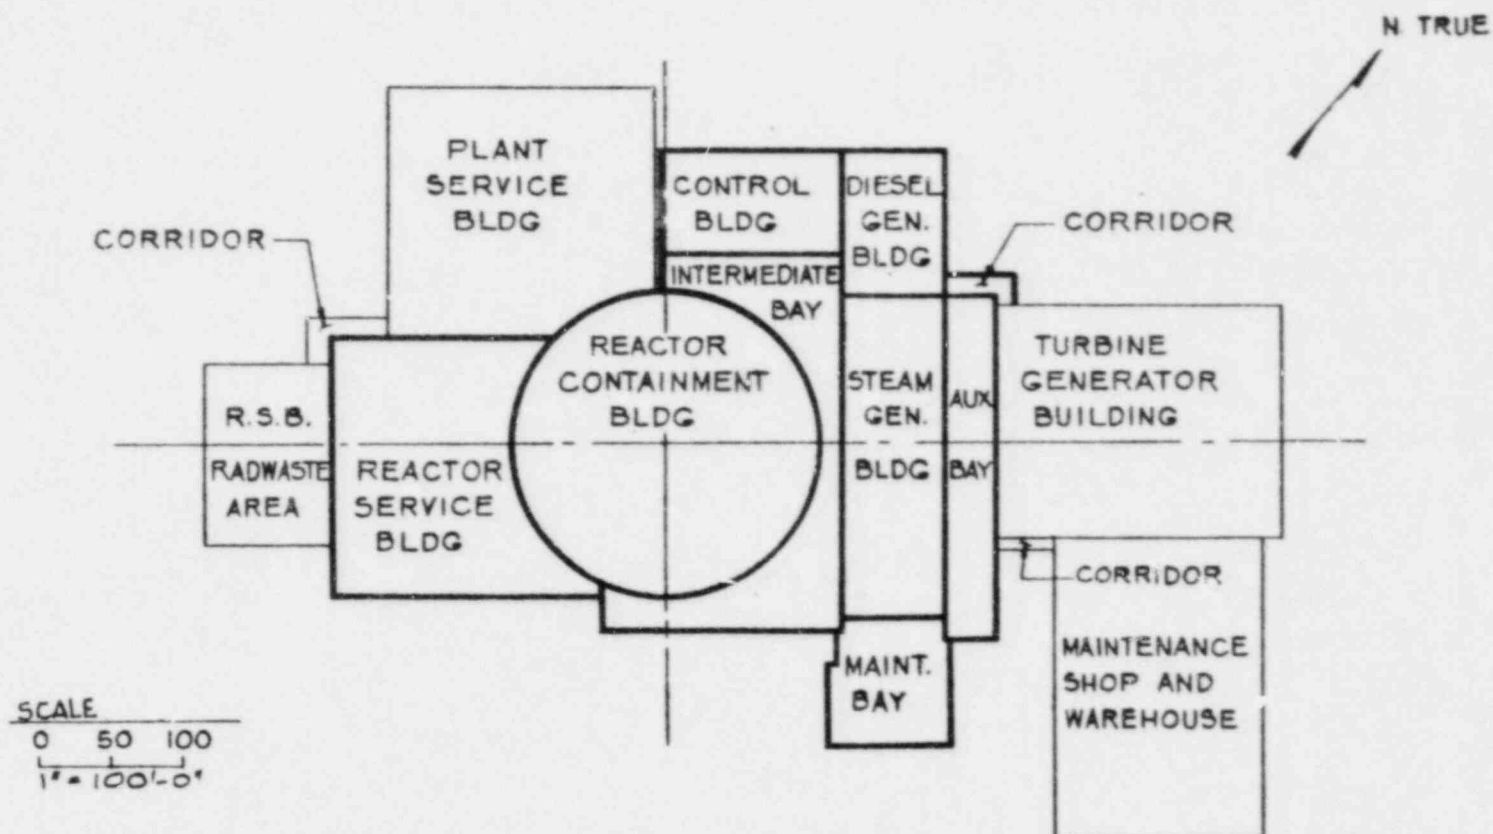 N TRUE
PLANT
SERVICE
BLDG
CONTROL
BLDG
DIESEL
GEN.
BLDG
CORRIDOR
CORRIDOR
INTERMEDIATE
BAY
REACTOR
CONTAINMENT
BLDG
STEAM
GEN.
BLDG
AUX
BAY
TURBINE
GENERATOR
BUILDING
R.S.B.
RADWASTE
AREA
REACTOR
SERVICE
BLDG
CORRIDOR
MAINT.
BAY
MAINTENANCE
SHOP AND
WAREHOUSE
SCALE
0 50 100
1" = 100'-0"